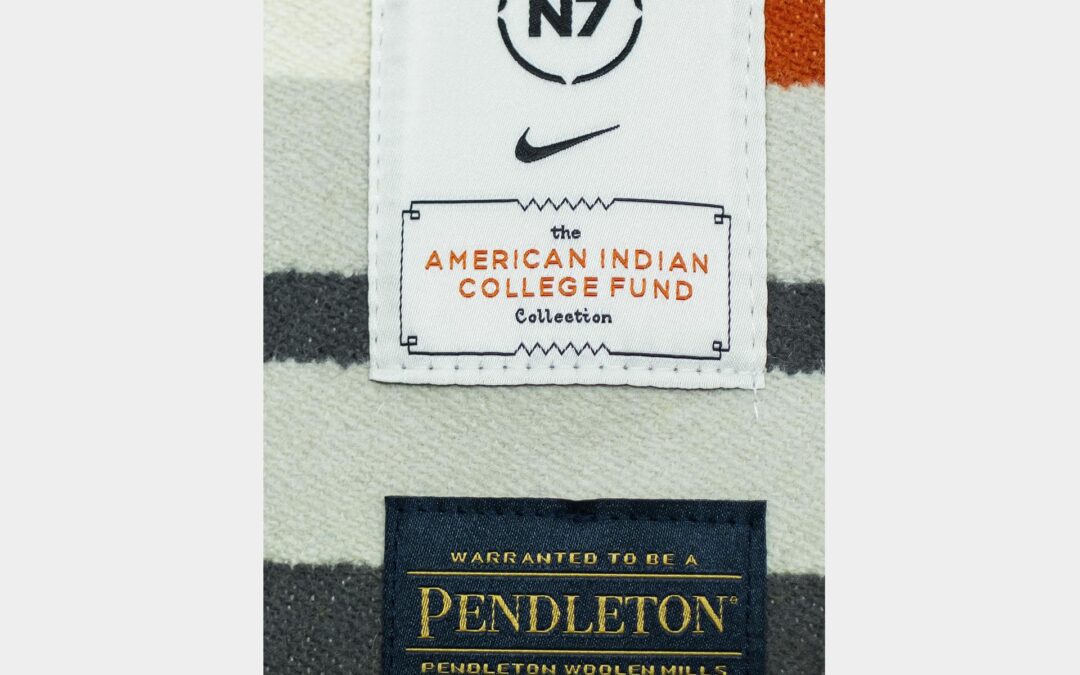 N7
the
AMERICAN INDIAN
COLLEGE FUND
Collection
WARRANTED TO BE A
PENDLETON®
PENDLETON WOOLEN MILLS